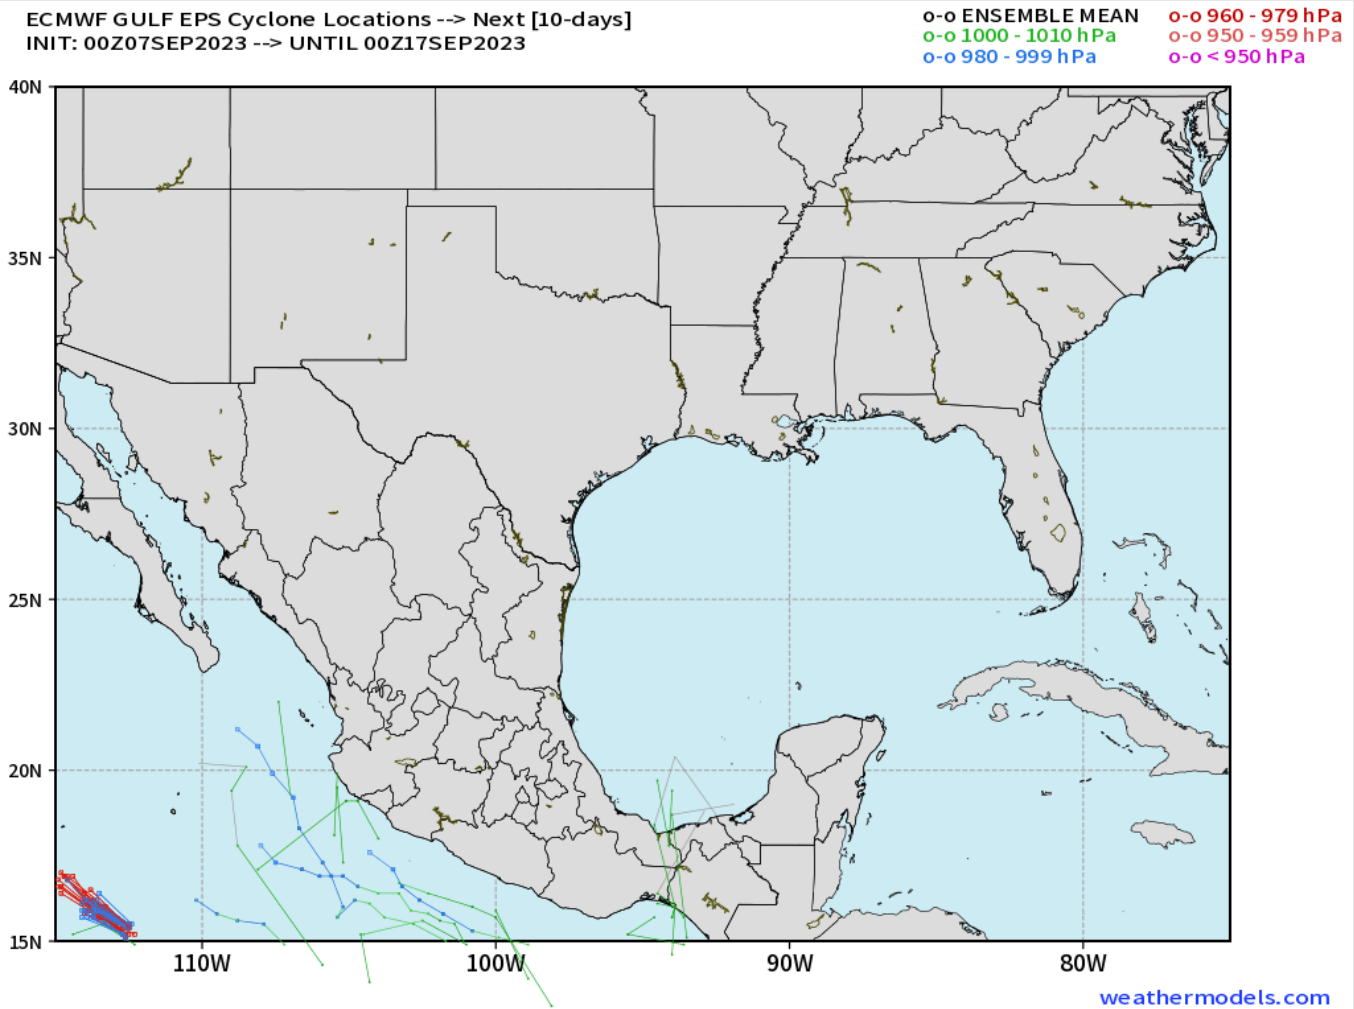 ECMWF GULF EPS Cyclone Locations --> Next [10-days]
INIT: 00Z07SEP2023 --> UNTIL 00Z17SEP2023
o-o ENSEMBLE MEAN
o-o 1000 - 1010 hPa
o-o 980 - 999 hPa
o-o 960 - 979 hPa
o-o 950 - 959 hPa
o-o < 950 hPa
40N
35N
30N
25N
20N
15N
110W
100W
90W
80W
weathermodels.com